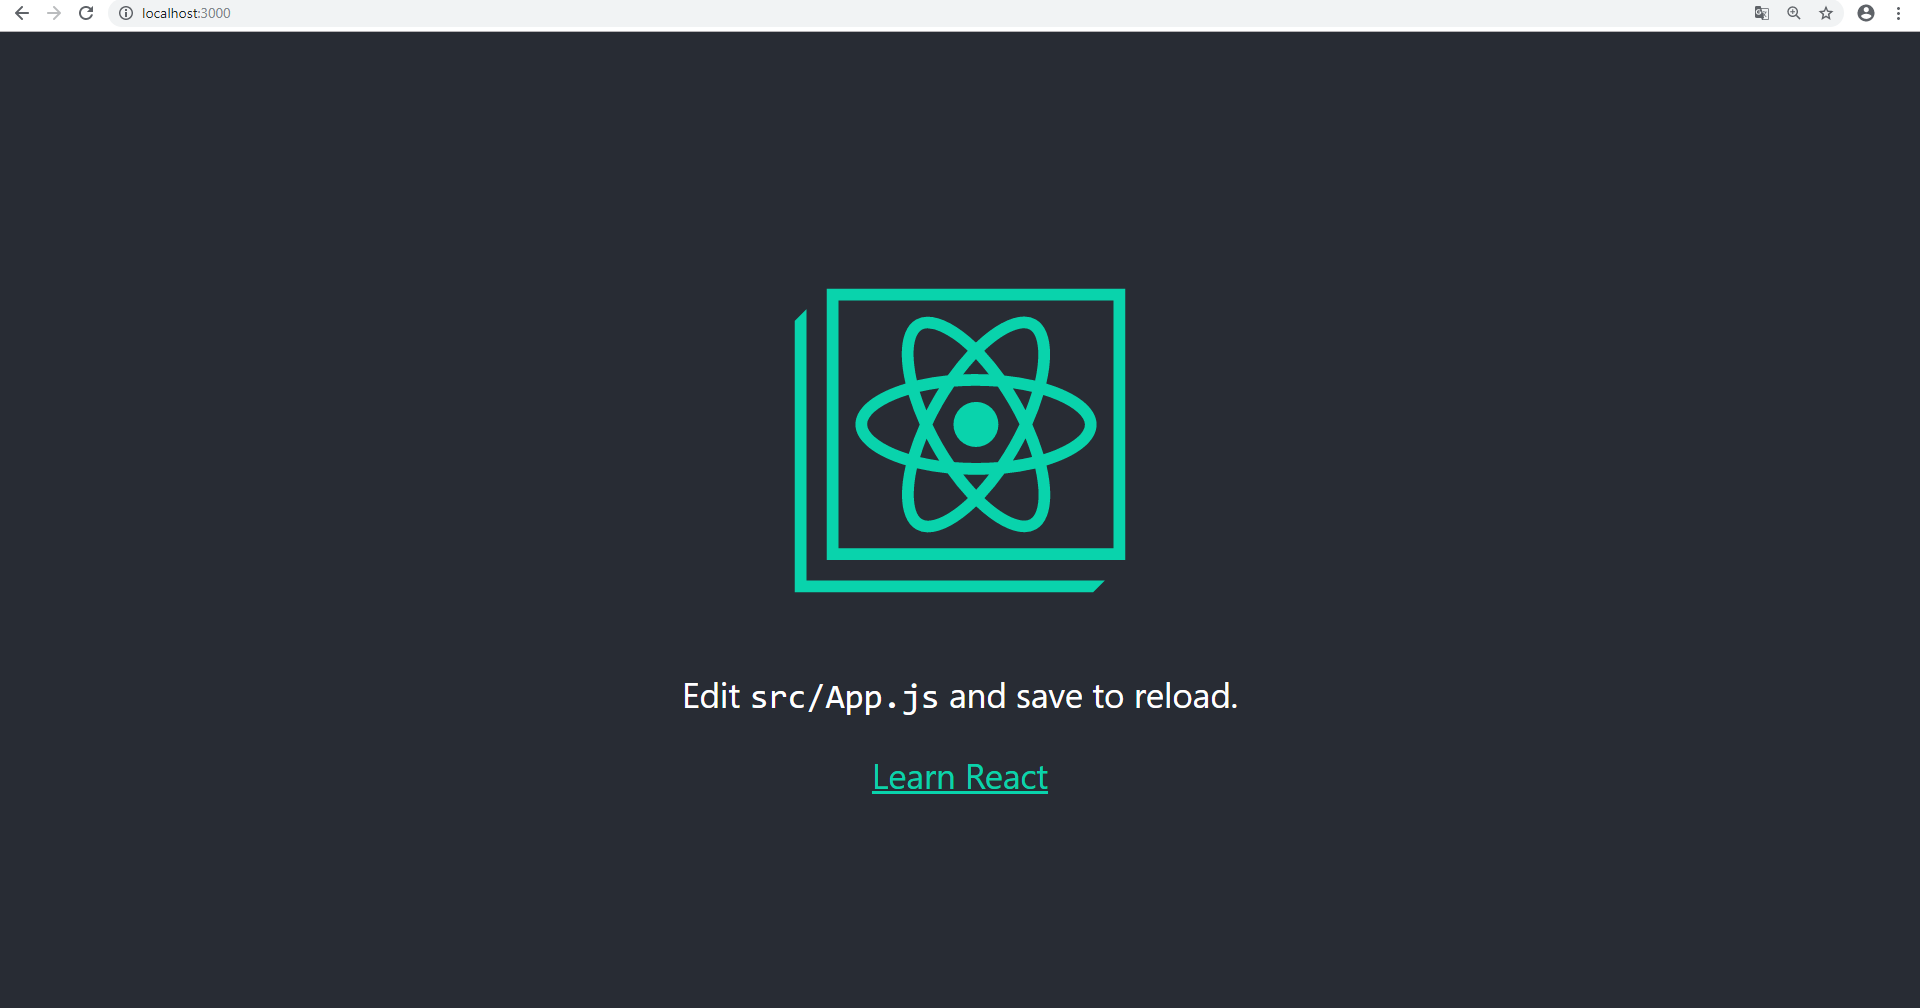 localhost:3000
Edit src/App.js and save to reload.
Learn React